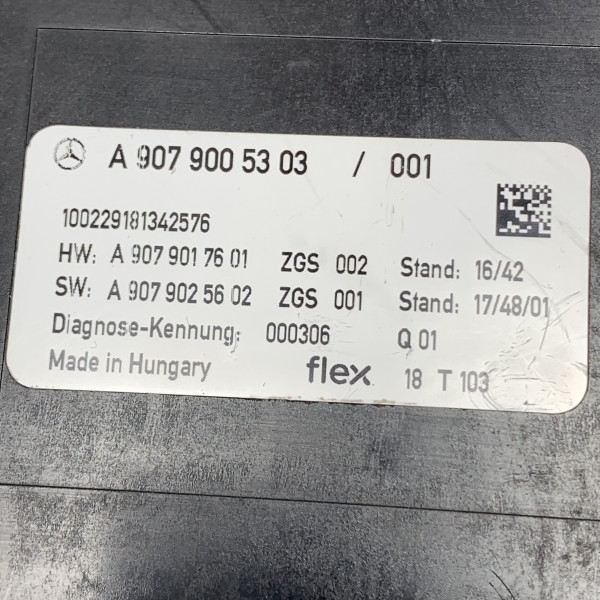 A 907 900 53 03 / 001
100229181342576
HW: A 907 901 76 01 ZGS 002 Stand: 16/42
SW: A 907 902 56 02 ZGS 001 Stand: 17/48/01
Diagnose-Kennung: 000306 Q 01
Made in Hungary flex 18 T 103